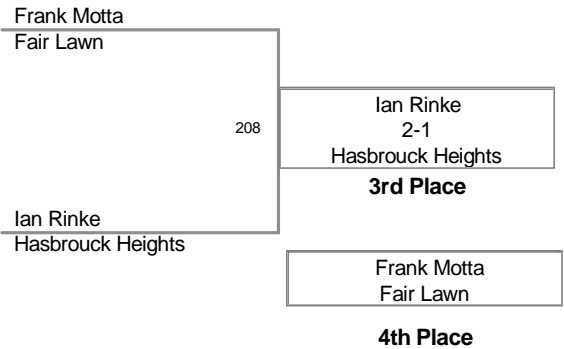 Frank Motta
Fair Lawn
208
Ian Rinke
2-1
Hasbrouck Heights
3rd Place
Ian Rinke
Hasbrouck Heights
Frank Motta
Fair Lawn
4th Place